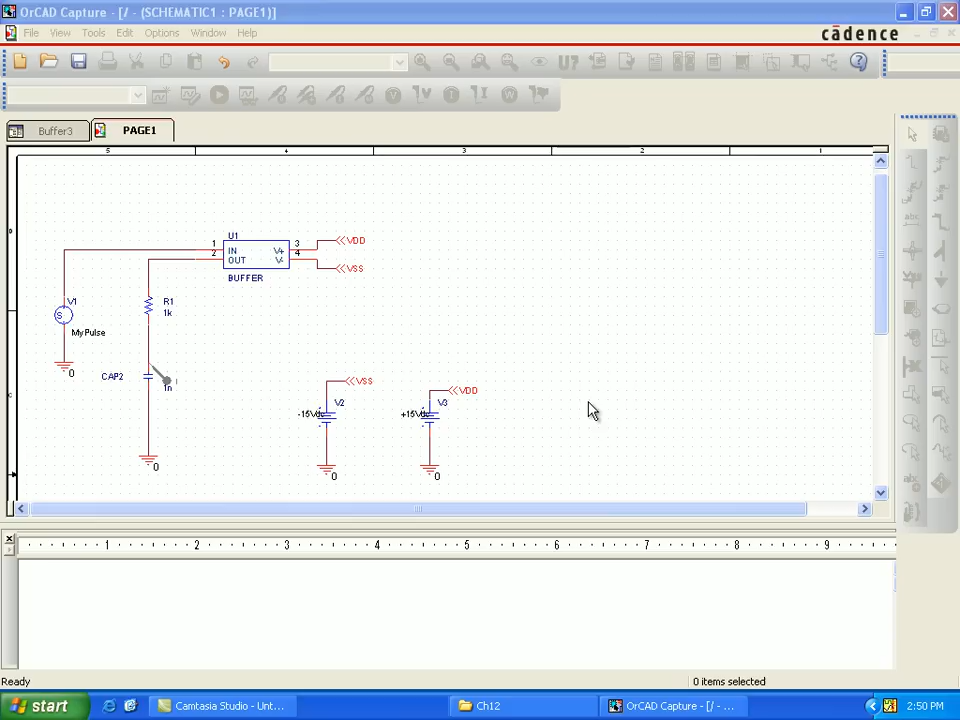 OrCAD Capture - [/ - (SCHEMATIC1 : PAGE1)]
File View Tools Edit Options Window Help
cādence
U?
V V I I W
Buffer3 PAGE1
5 4 3 2 1
U1
1 IN V+ 3 VDD
2 OUT V- 4 VSS
BUFFER
V1
S
MyPulse
0
R1
1k
CAP2
1n
0
VSS
V2
-15Vdc
0
VDD
V3
+15Vdc
0
1 2 3 4 5 6 7 8 9
Ready
0 items selected
start
Camtasia Studio - Unt...
Ch12
OrCAD Capture - [/ - ...
2:50 PM